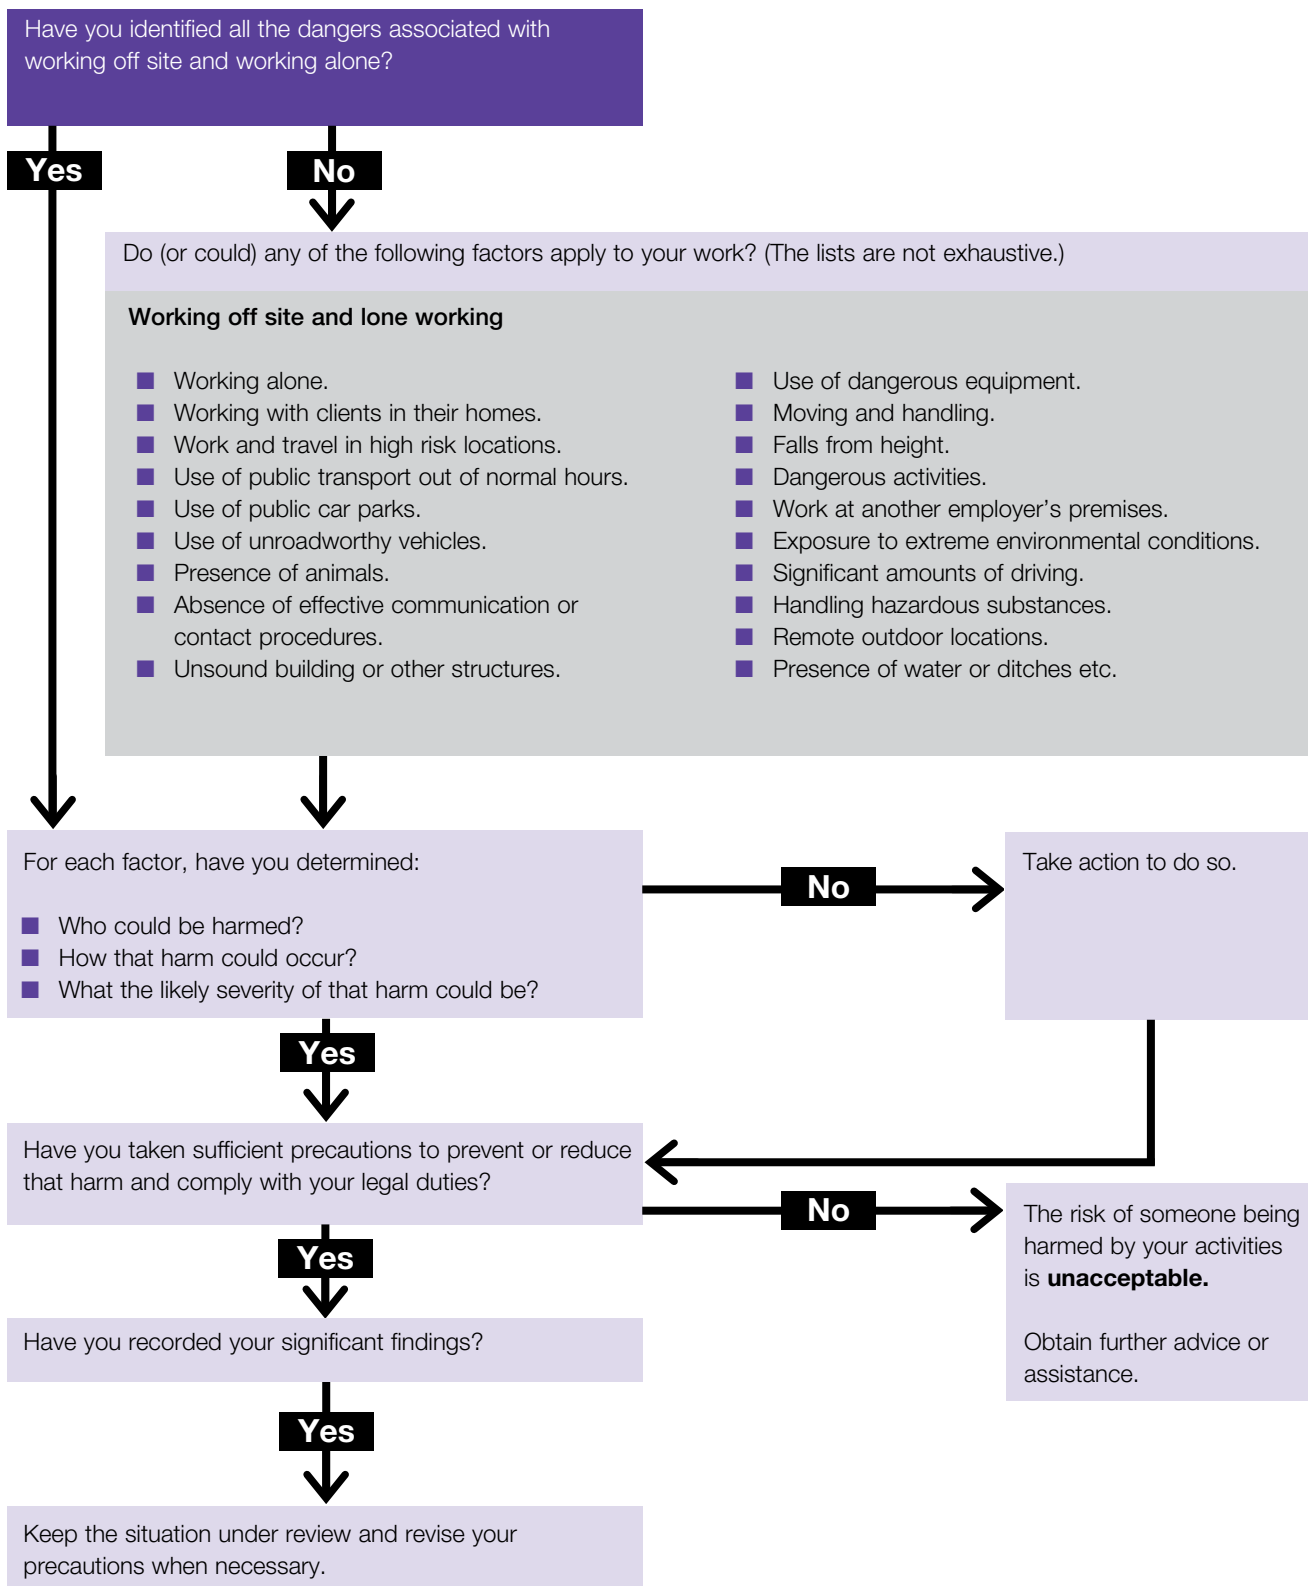 Have you identified all the dangers associated with
working off site and working alone?
Yes
No
Do (or could) any of the following factors apply to your work? (The lists are not exhaustive.)
Working off site and lone working
Working alone.
Working with clients in their homes.
Work and travel in high risk locations.
Use of public transport out of normal hours.
Use of public car parks.
Use of unroadworthy vehicles.
Presence of animals.
Absence of effective communication or
contact procedures.
Unsound building or other structures.
Use of dangerous equipment.
Moving and handling.
Falls from height.
Dangerous activities.
Work at another employer's premises.
Exposure to extreme environmental conditions.
Significant amounts of driving.
Handling hazardous substances.
Remote outdoor locations.
Presence of water or ditches etc.
For each factor, have you determined:
Who could be harmed?
How that harm could occur?
What the likely severity of that harm could be?
No
Take action to do so.
Yes
Have you taken sufficient precautions to prevent or reduce
that harm and comply with your legal duties?
No
The risk of someone being
harmed by your activities
is unacceptable.
Obtain further advice or
assistance.
Yes
Have you recorded your significant findings?
Yes
Keep the situation under review and revise your
precautions when necessary.